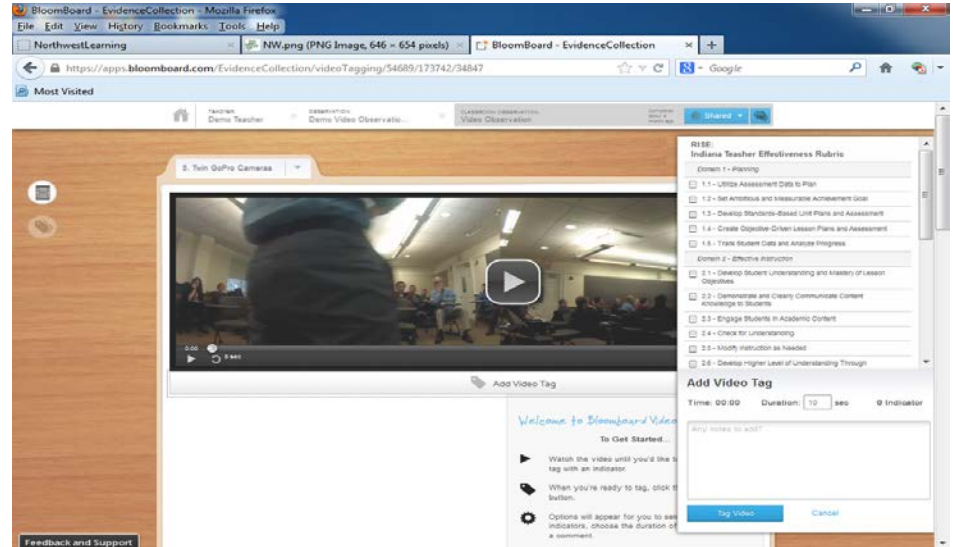 BloomBoard - EvidenceCollection - Mozilla Firefox
File Edit View History Bookmarks Tools Help
NorthwestLearning
NW.png (PNG Image, 646 × 654 pixels)
BloomBoard - EvidenceCollection
https://apps.bloomboard.com/EvidenceCollection/videoTagging/54689/173742/34847
Google
Most Visited
TEACHER:
Demo Teacher
OBSERVATION:
Demo Video Observatio...
CLASSROOM OBSERVATION:
Video Observation
Shared
5. Twin GoPro Cameras
0:00
5 sec
Add Video Tag
Welcome to Bloomboard Video
To Get Started...
Watch the video until you'd like t
tag with an indicator.
When you're ready to tag, click t
button.
Options will appear for you to se
indicators, choose the duration of
a comment.
RISE:
Indiana Teacher Effectiveness Rubric
Domain 1 - Planning
1.1 - Utilize Assessment Data to Plan
1.2 - Set Ambitious and Measurable Achievement Goal
1.3 - Develop Standards-Based Unit Plans and Assessment
1.4 - Create Objective-Driven Lesson Plans and Assessment
1.5 - Track Student Data and Analyze Progress
Domain 2 - Effective Instruction
2.1 - Develop Student Understanding and Mastery of Lesson
Objectives
2.2 - Demonstrate and Clearly Communicate Content
Knowledge to Students
2.3 - Engage Students in Academic Content
2.4 - Check for Understanding
2.5 - Modify Instruction as Needed
2.6 - Develop Higher Level of Understanding Through
Add Video Tag
Time: 00:00 Duration: 10 sec 0 Indicator
Any notes to add?
Tag Video
Cancel
Feedback and Support